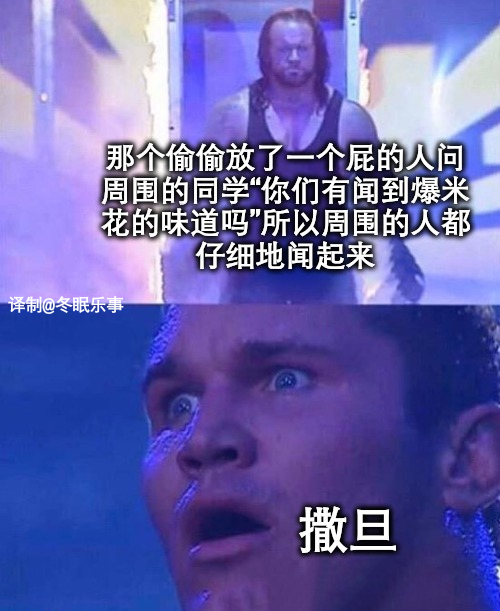 那个偷偷放了一个屁的人问
周围的同学“你们有闻到爆米
花的味道吗”所以周围的人都
仔细地闻起来
译制@冬眠乐事
撒旦